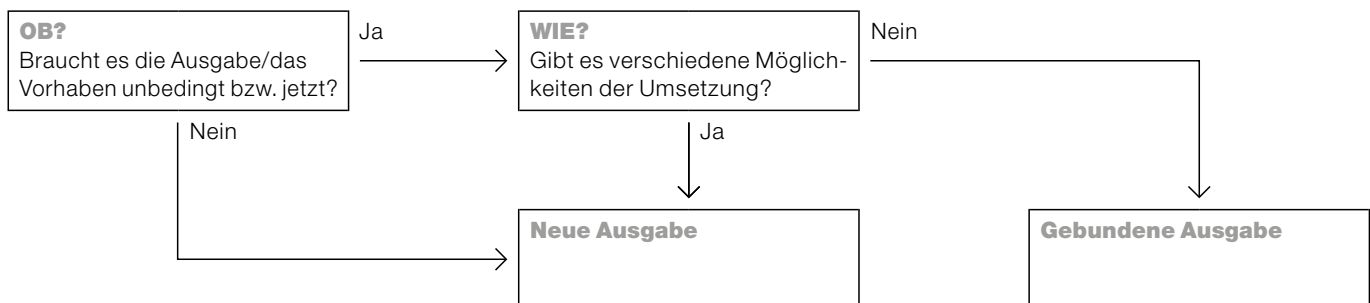 OB?
Braucht es die Ausgabe/das
Vorhaben unbedingt bzw. jetzt?
Ja
WIE?
Gibt es verschiedene Möglich-
keiten der Umsetzung?
Nein
Nein
Ja
Neue Ausgabe
Gebundene Ausgabe